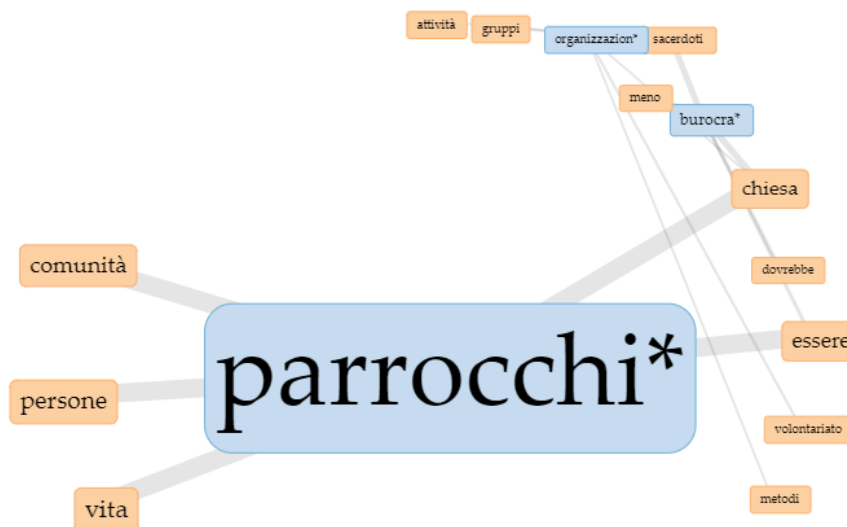 attività
gruppi
organizzazion*
sacerdoti
meno
burocra*
chiesa
comunità
dovrebbe
parrocchi*
essere
persone
volontariato
vita
metodi